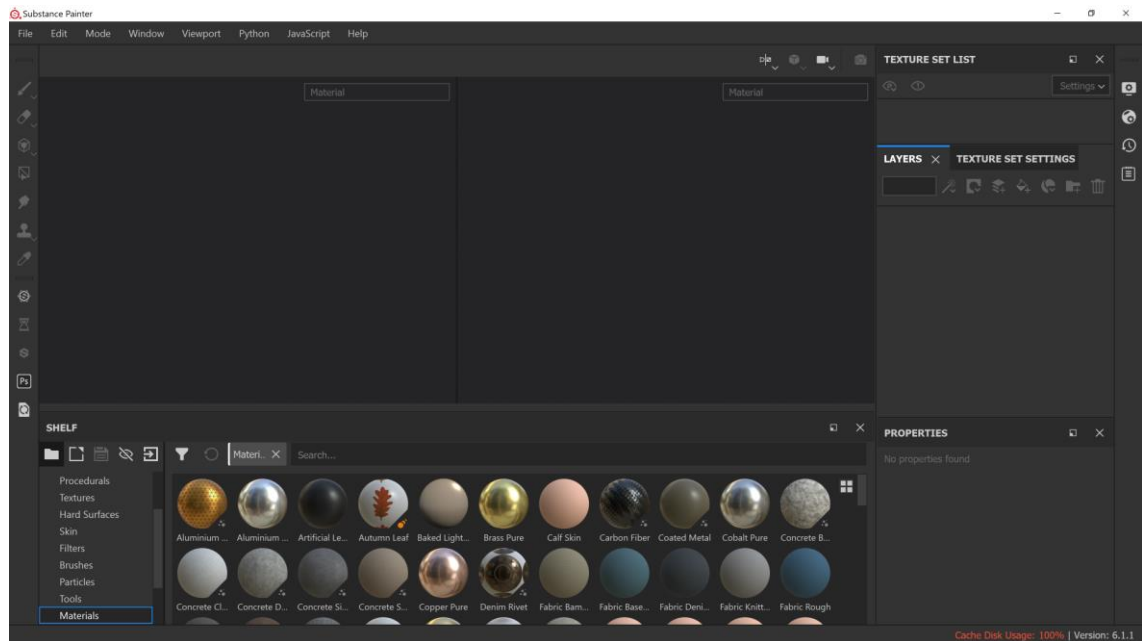 Substance Painter
File Edit Mode Window Viewport Python JavaScript Help
Material
Material
TEXTURE SET LIST
Settings
LAYERS TEXTURE SET SETTINGS
SHELF
Materi..
Search...
Procedurals
Textures
Hard Surfaces
Skin
Filters
Brushes
Particles
Tools
Materials
Aluminium ... Aluminium ... Artificial Le... Autumn Leaf Baked Light... Brass Pure Calf Skin Carbon Fiber Coated Metal Cobalt Pure Concrete B...
Concrete Cl... Concrete D... Concrete Si... Concrete S... Copper Pure Denim Rivet Fabric Bam... Fabric Base... Fabric Deni... Fabric Knitt... Fabric Rough
PROPERTIES
No properties found
Ps
Cache Disk Usage: 100% | Version: 6.1.1